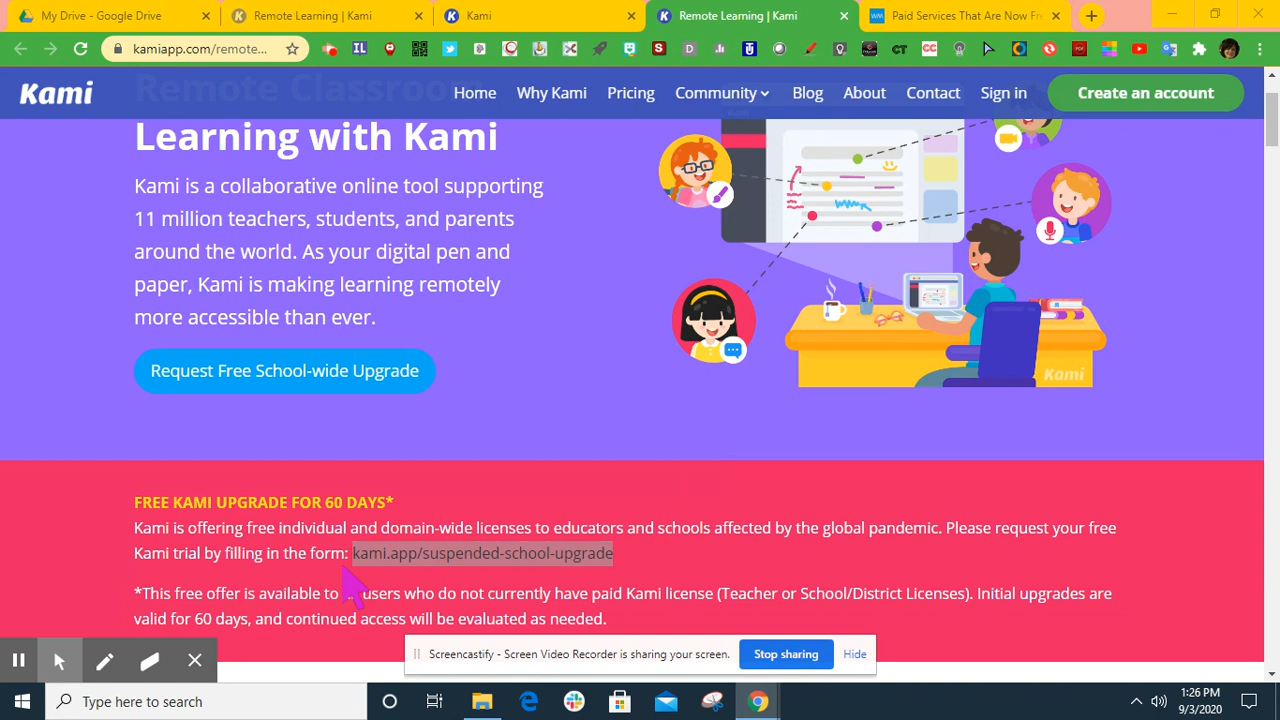 My Drive - Google Drive
Remote Learning | Kami
Kami
Remote Learning | Kami
Paid Services That Are Now Fre
kamiapp.com/remote...
Remote Classroom
Kami
Home
Why Kami
Pricing
Community
Blog
About
Contact
Sign in
Create an account
Learning with Kami
Kami is a collaborative online tool supporting
11 million teachers, students, and parents
around the world. As your digital pen and
paper, Kami is making learning remotely
more accessible than ever.
Request Free School-wide Upgrade
Kami
FREE KAMI UPGRADE FOR 60 DAYS*
Kami is offering free individual and domain-wide licenses to educators and schools affected by the global pandemic. Please request your free
Kami trial by filling in the form: kami.app/suspended-school-upgrade
*This free offer is available to users who do not currently have paid Kami license (Teacher or School/District Licenses). Initial upgrades are
valid for 60 days, and continued access will be evaluated as needed.
Screencastify - Screen Video Recorder is sharing your screen.
Stop sharing
Hide
Type here to search
1:26 PM
9/3/2020